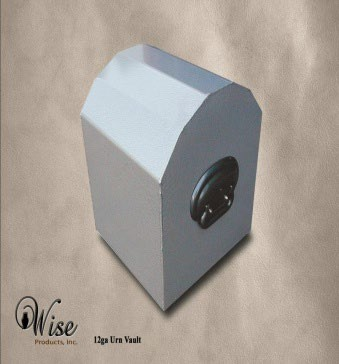 Wise
Products, Inc.
12ga Urn Vault